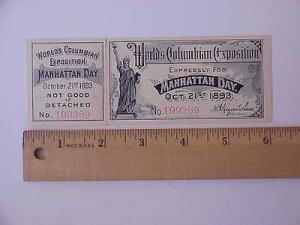 WORLD'S COLUMBIAN
EXPOSITION
MANHATTAN DAY.
October 21st 1893.
NOT GOOD
IF
DETACHED
No. 199269
World's Columbian Exposition
EXPRESSLY FOR
MANHATTAN DAY.
OCT. 21st 1893.
No. 199269
1
2
3
4
5
6